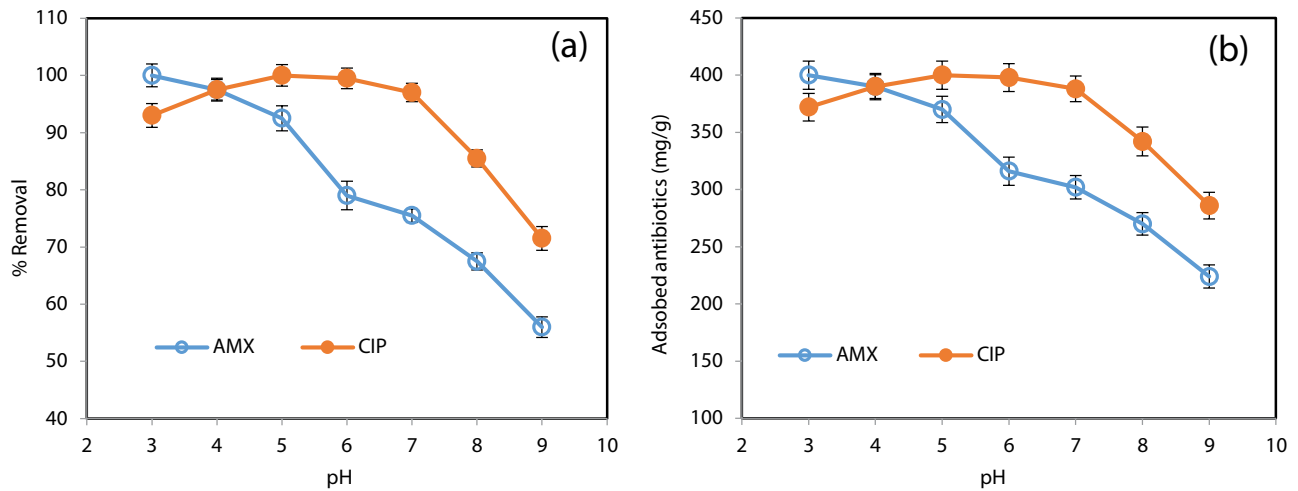 (a)
% Removal
110
100
90
80
70
60
50
40
2 3 4 5 6 7 8 9 10
pH
AMX CIP
(b)
Adsobed antibiotics (mg/g)
450
400
350
300
250
200
150
100
2 3 4 5 6 7 8 9 10
pH
AMX CIP